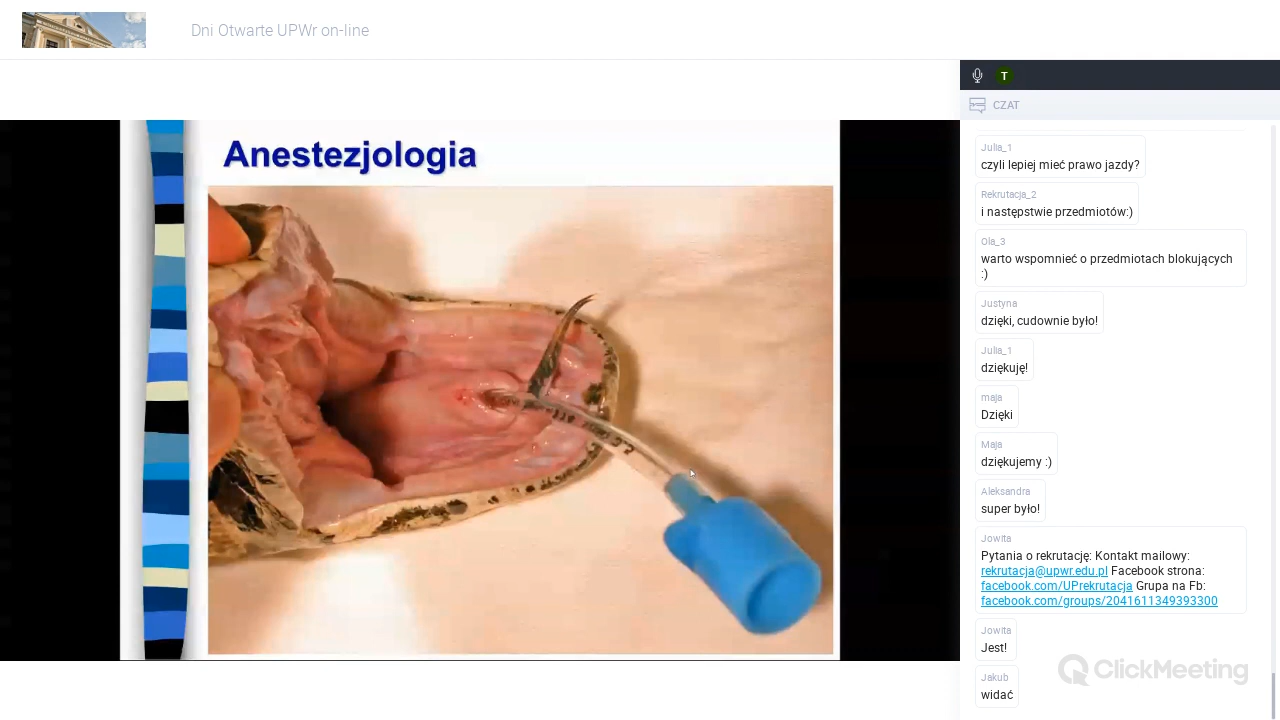 Dni Otwarte UPWr on-line
T
CZAT
Anestezjologia
Julia_1
czyli lepiej mieć prawo jazdy?
Rekrutacja_2
i następstwie przedmiotów:)
Ola_3
warto wspomnieć o przedmiotach blokujących
:)
Justyna
dzięki, cudownie było!
Julia_1
dziękuję!
maja
Dzięki
Maja
dziękujemy :)
Aleksandra
super było!
Jowita
Pytania o rekrutację: Kontakt mailowy:
rekrutacja@upwr.edu.pl Facebook strona:
facebook.com/UPrekrutacja Grupa na Fb:
facebook.com/groups/2041611349393300
Jowita
Jest!
Jakub
widać
ClickMeeting